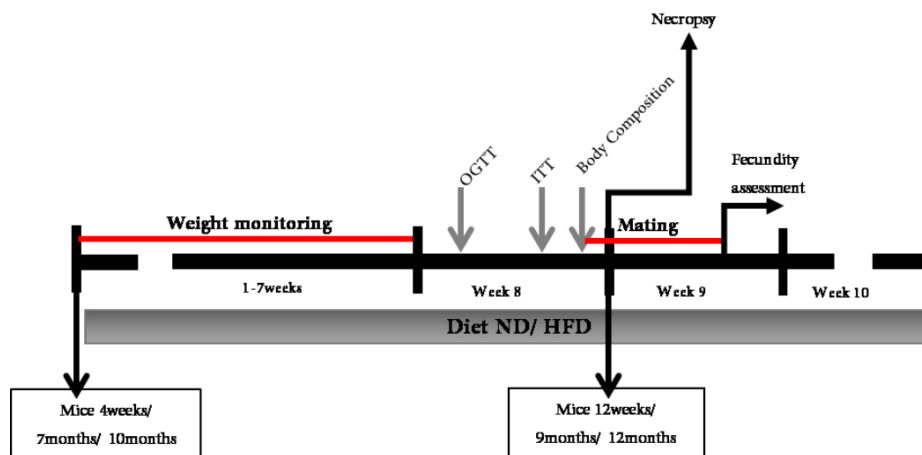 Necropsy
OGTT
ITT
Body Composition
Fecundity
assessment
Weight monitoring
Mating
1-7weeks
Week 8
Week 9
Week 10
Diet ND/ HFD
Mice 4weeks/
7months/ 10months
Mice 12weeks/
9months/ 12months